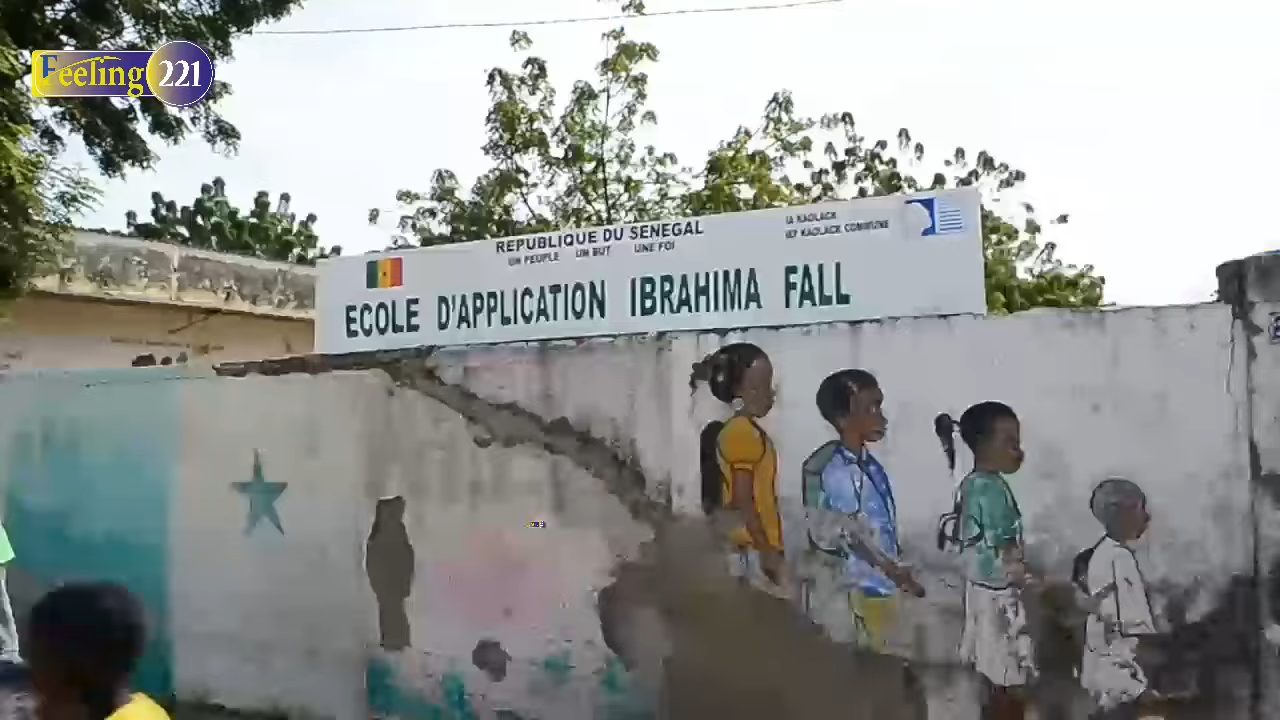 Feeling 221
REPUBLIQUE DU SENEGAL
UN PEUPLE UN BUT UNE FOI
IA KAOLACK
IEF KAOLACK COMMUNE
ECOLE D'APPLICATION IBRAHIMA FALL